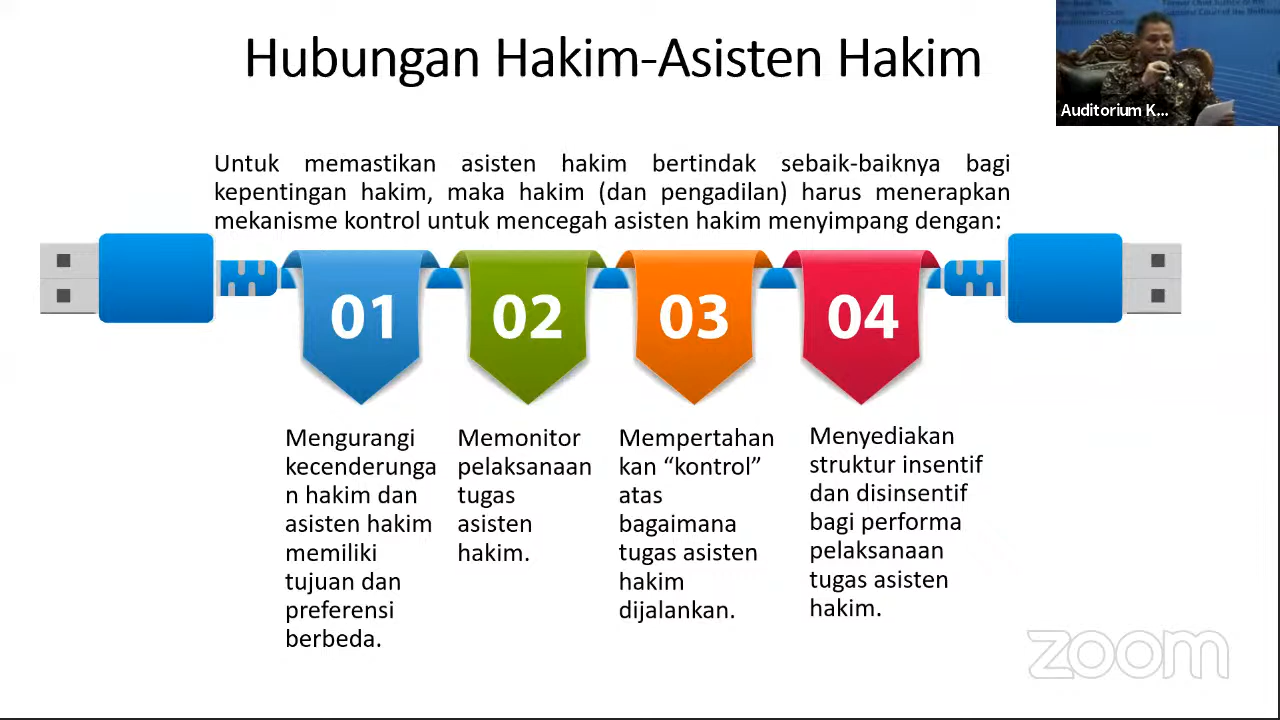 Hubungan Hakim-Asisten Hakim
Auditorium K...
Untuk memastikan asisten hakim bertindak sebaik-baiknya bagi
kepentingan hakim, maka hakim (dan pengadilan) harus menerapkan
mekanisme kontrol untuk mencegah asisten hakim menyimpang dengan:
01
02
03
04
Mengurangi
kecenderunga
n hakim dan
asisten hakim
memiliki
tujuan dan
preferensi
berbeda.
Memonitor
pelaksanaan
tugas
asisten
hakim.
Mempertahan
kan “kontrol”
atas
bagaimana
tugas asisten
hakim
dijalankan.
Menyediakan
struktur insentif
dan disinsentif
bagi performa
pelaksanaan
tugas asisten
hakim.
zoom